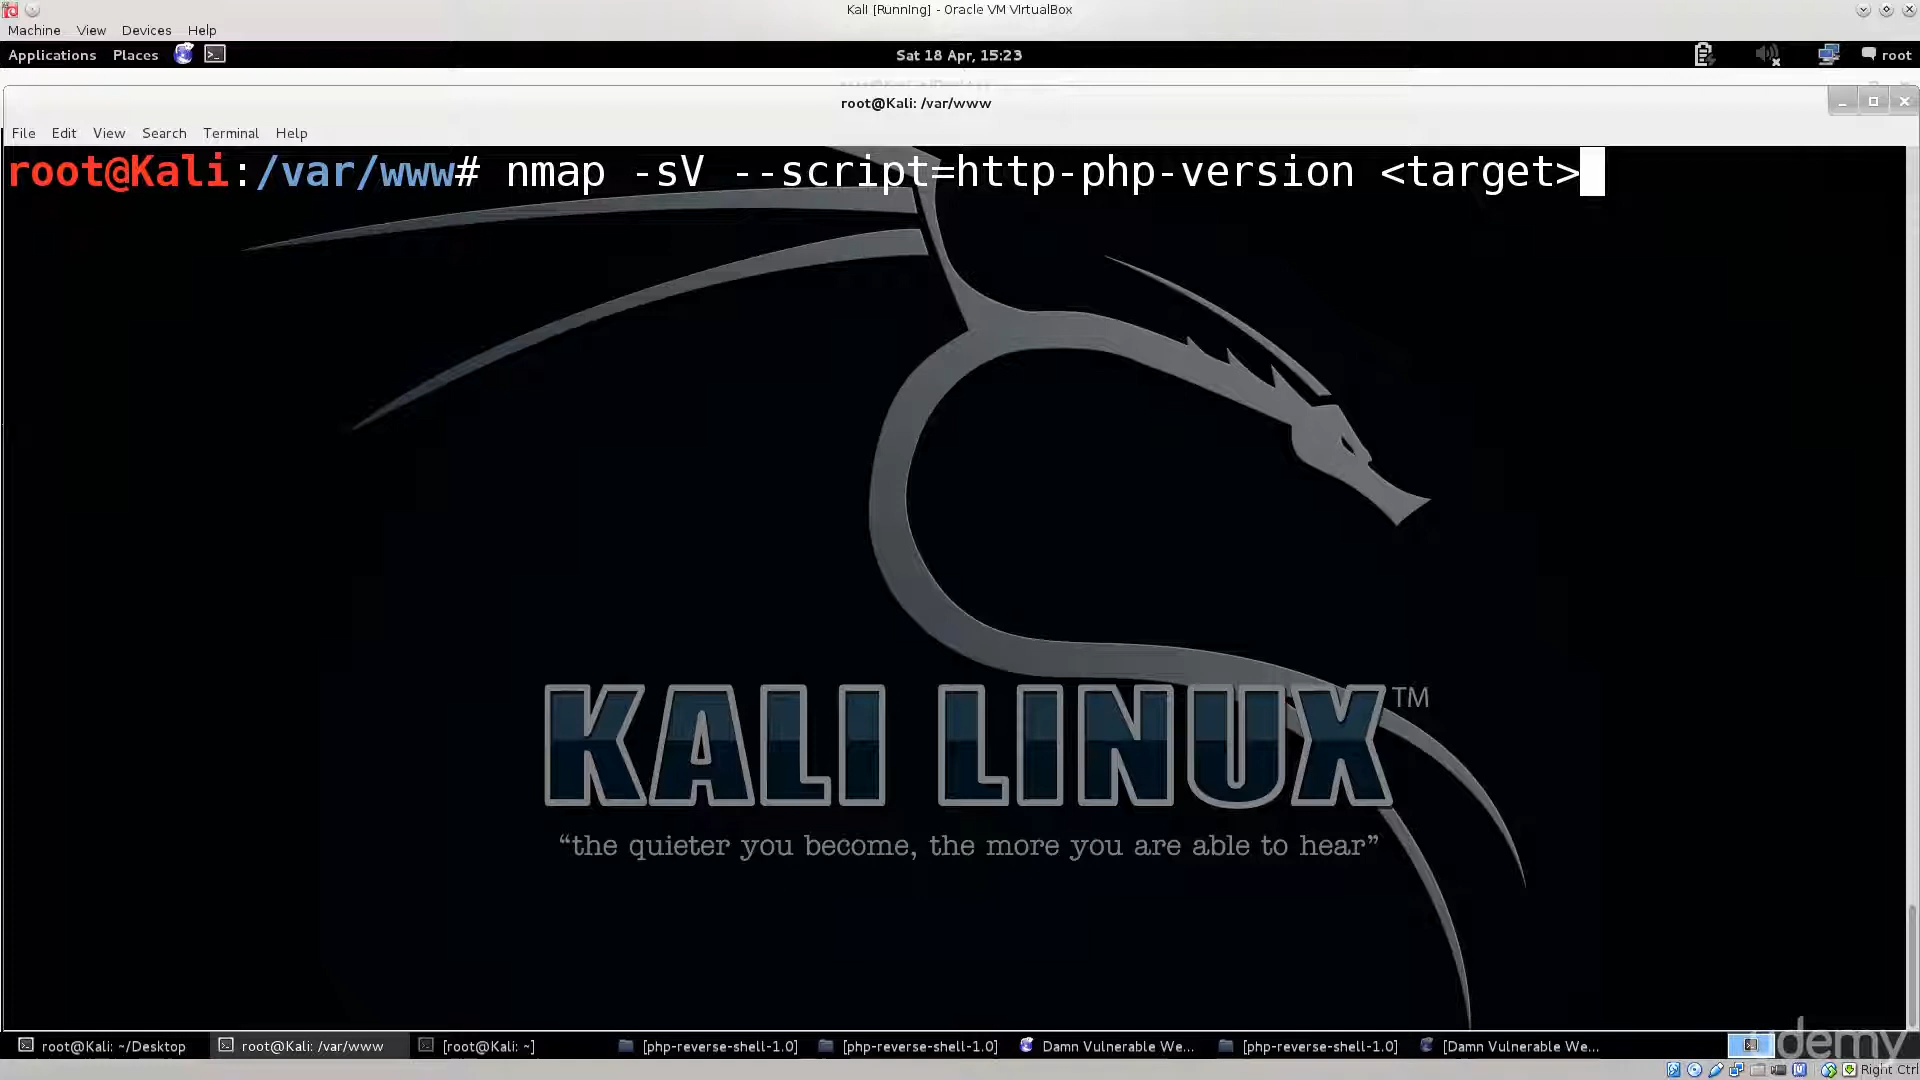 Kali [Running] - Oracle VM VirtualBox
Machine View Devices Help
Applications Places Sat 18 Apr, 15:23 root
root@Kali: /var/www
File Edit View Search Terminal Help
root@Kali:/var/www# nmap -sV --script=http-php-version <target>
KALI LINUX TM
“the quieter you become, the more you are able to hear”
root@Kali: ~/Desktop root@Kali: /var/www [root@Kali: ~] [php-reverse-shell-1.0] [php-reverse-shell-1.0] Damn Vulnerable We... [php-reverse-shell-1.0] [Damn Vulnerable We...
udemy
Right Ctrl